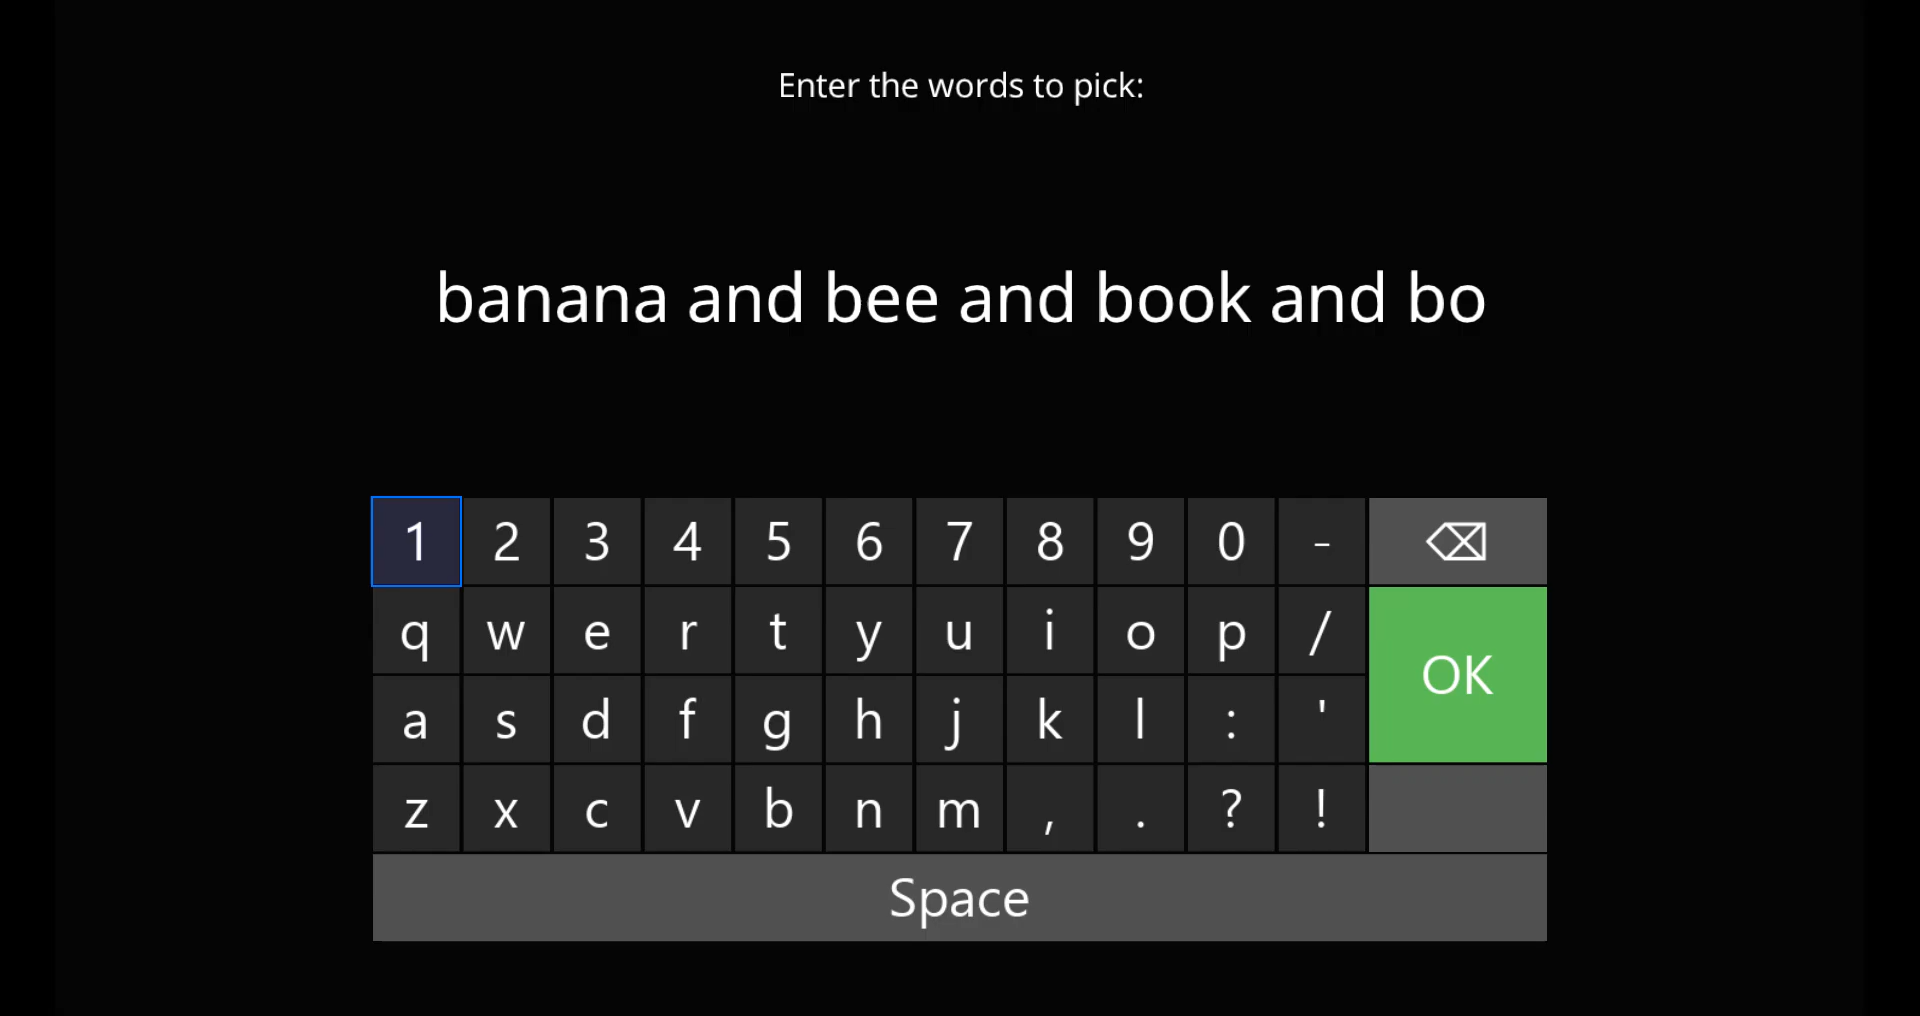 Enter the words to pick:
banana and bee and book and bo
1 2 3 4 5 6 7 8 9 0 - ⌫
q w e r t y u i o p /
OK
a s d f g h j k l : '
z x c v b n m , . ? !
Space